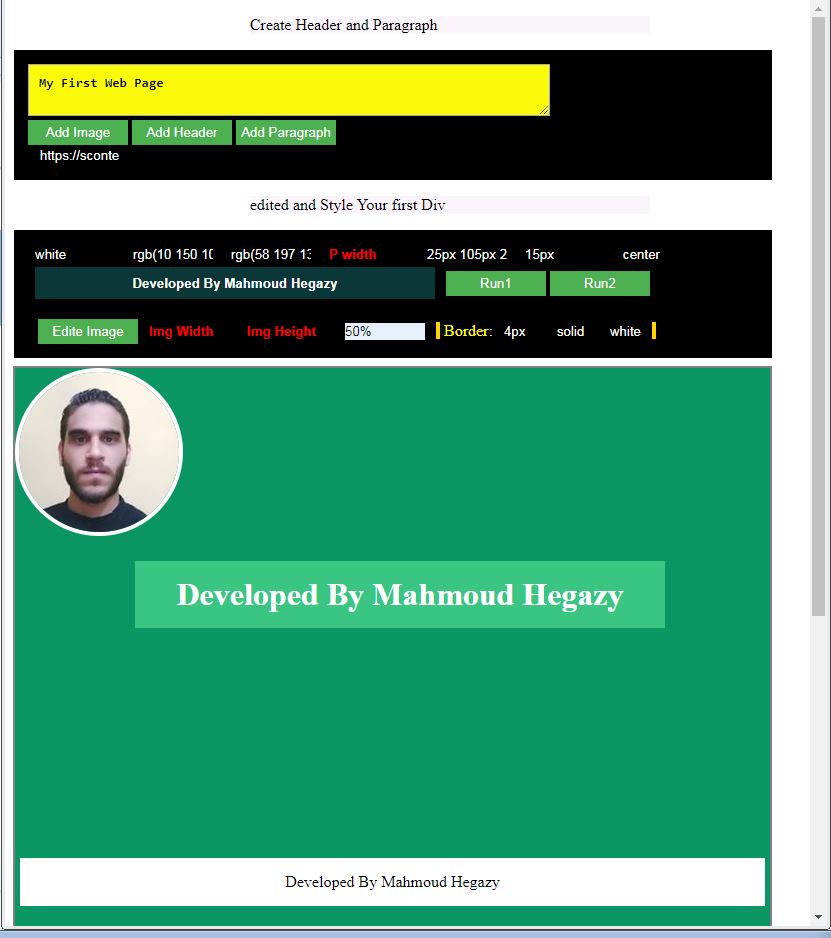 Create Header and Paragraph
My First Web Page
Add Image Add Header Add Paragraph
https://sconte
edited and Style Your first Div
white rgb(10 150 10 rgb(58 197 13 P width 25px 105px 2 15px center
Developed By Mahmoud Hegazy Run1 Run2
Edite Image Img Width Img Height 50% Border: 4px solid white
Developed By Mahmoud Hegazy
Developed By Mahmoud Hegazy